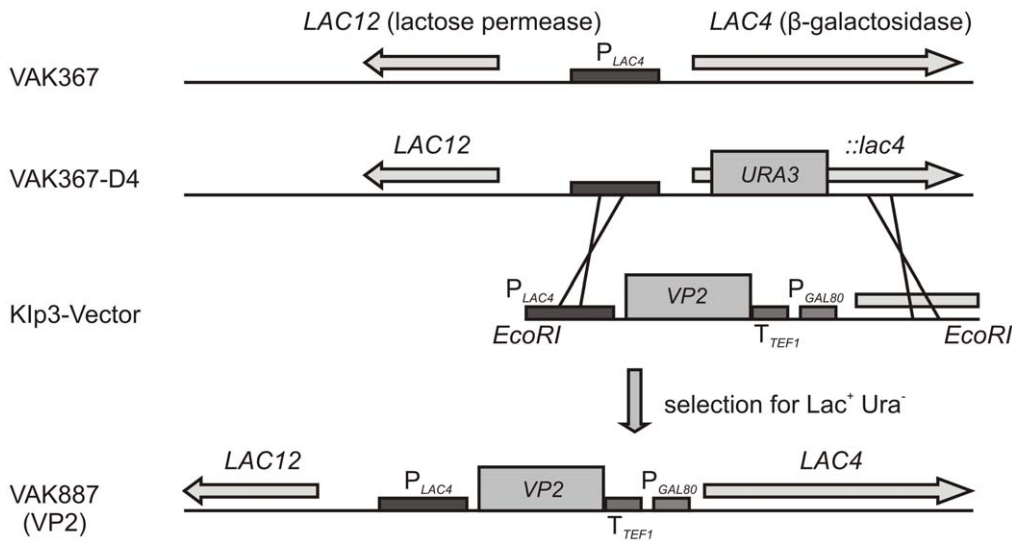 LAC12 (lactose permease) LAC4 (β-galactosidase)
PLAC4
VAK367
LAC12 ::lac4
VAK367-D4 URA3
PLAC4 VP2 PGAL80
KIp3-Vector
EcoRI TTEF1 EcoRI
selection for Lac+ Ura-
LAC12 LAC4
PLAC4 VP2 PGAL80
VAK887
(VP2)
TTEF1